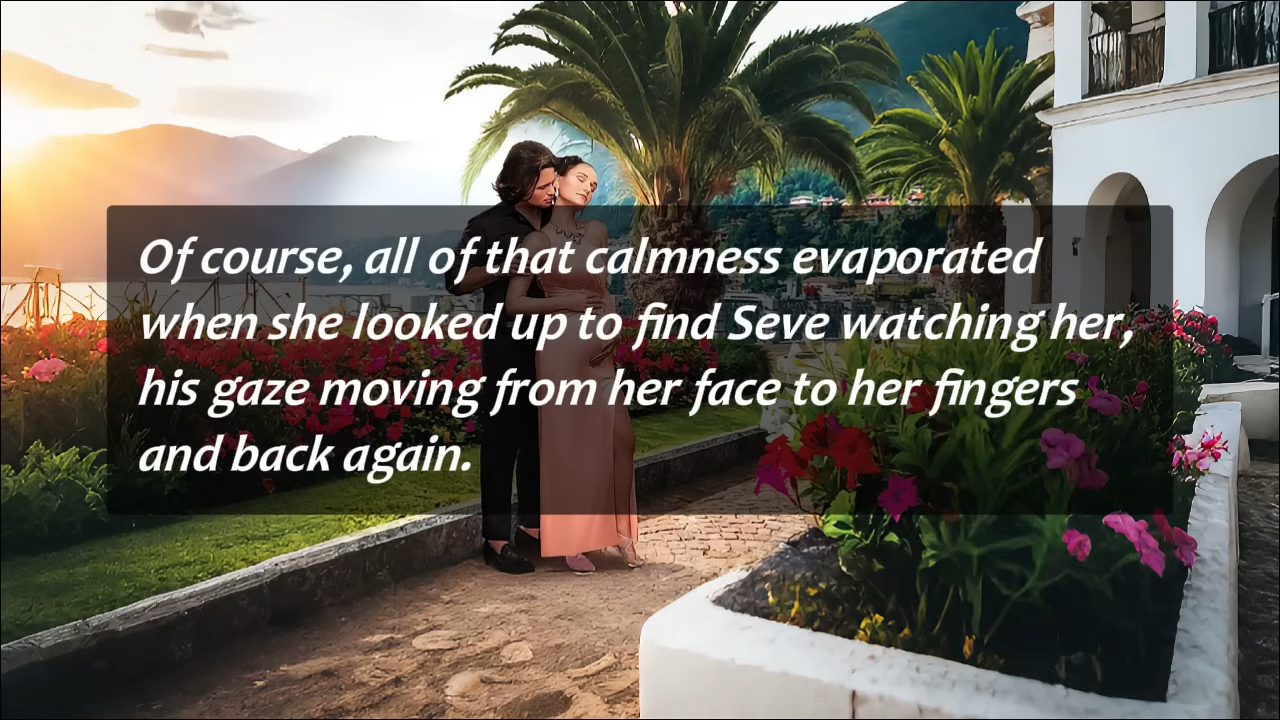 Of course, all of that calmness evaporated
when she looked up to find Seve watching her,
his gaze moving from her face to her fingers
and back again.